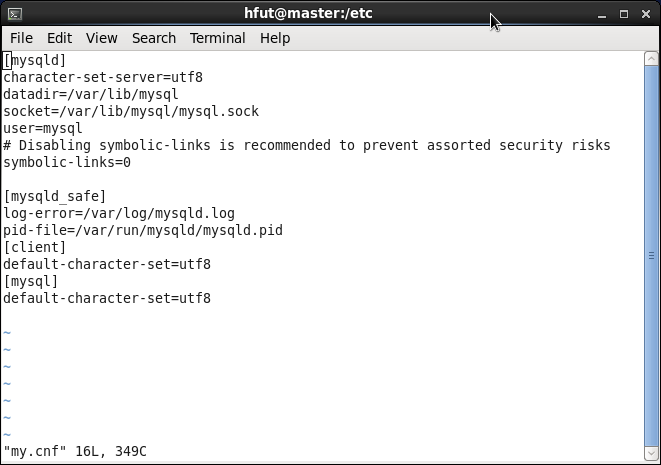 hfut@master:/etc
File Edit View Search Terminal Help
[mysqld]
character-set-server=utf8
datadir=/var/lib/mysql
socket=/var/lib/mysql/mysql.sock
user=mysql
# Disabling symbolic-links is recommended to prevent assorted security risks
symbolic-links=0
[mysqld_safe]
log-error=/var/log/mysqld.log
pid-file=/var/run/mysqld/mysqld.pid
[client]
default-character-set=utf8
[mysql]
default-character-set=utf8
~
~
~
~
~
~
~
"my.cnf" 16L, 349C